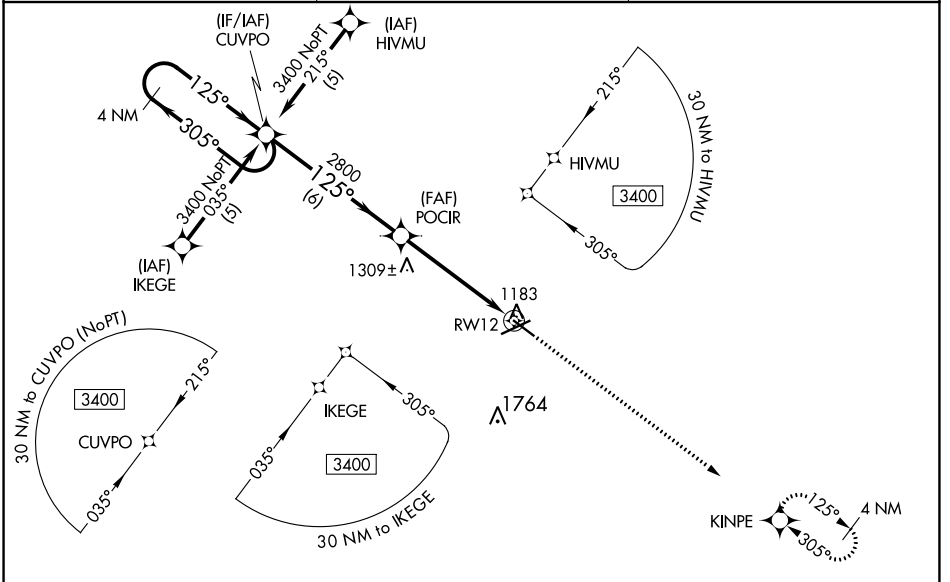 (IF/IAF)
CUVPO
(IAF)
HIVMU
3400 NoPT
215°
(5)
125°
4 NM
305°
3400 NoPT
035°
(5)
(IAF)
IKEGE
2800
125°
(6)
(FAF)
POCIR
1309±
1183
RW12
1764
KINPE
125°
4 NM
305°
215°
HIVMU
3400
305°
30 NM to HIVMU
30 NM to CUVPO (NoPT)
3400
215°
CUVPO
035°
IKEGE
305°
035°
3400
30 NM to IKEGE